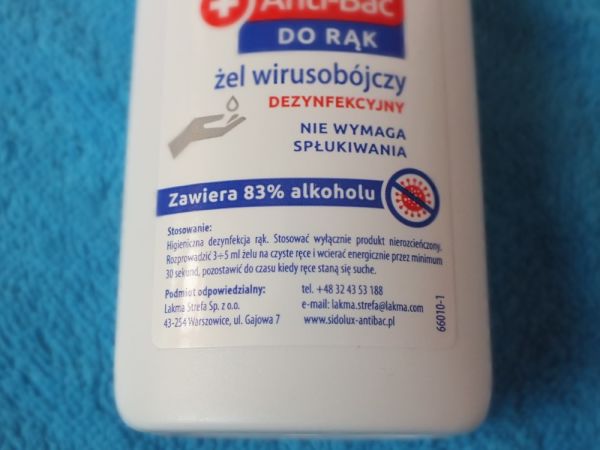 Anti-Bac
DO RĄK
żel wirusobójczy
DEZYNFEKCYJNY
NIE WYMAGA
SPŁUKIWANIA
Zawiera 83% alkoholu
Stosowanie:
Higieniczna dezynfekcja rąk. Stosować wyłącznie produkt nierozcieńczony.
Rozprowadzić 3÷5 ml żelu na czyste ręce i wcierać energicznie przez minimum
30 sekund, pozostawić do czasu kiedy ręce staną się suche.
Podmiot odpowiedzialny:
Lakma Strefa Sp. z o.o.
43-254 Warszowice, ul. Gajowa 7
tel. +48 32 43 53 188
e-mail: lakma.strefa@lakma.com
www.sidolux-antibac.pl
66010-1